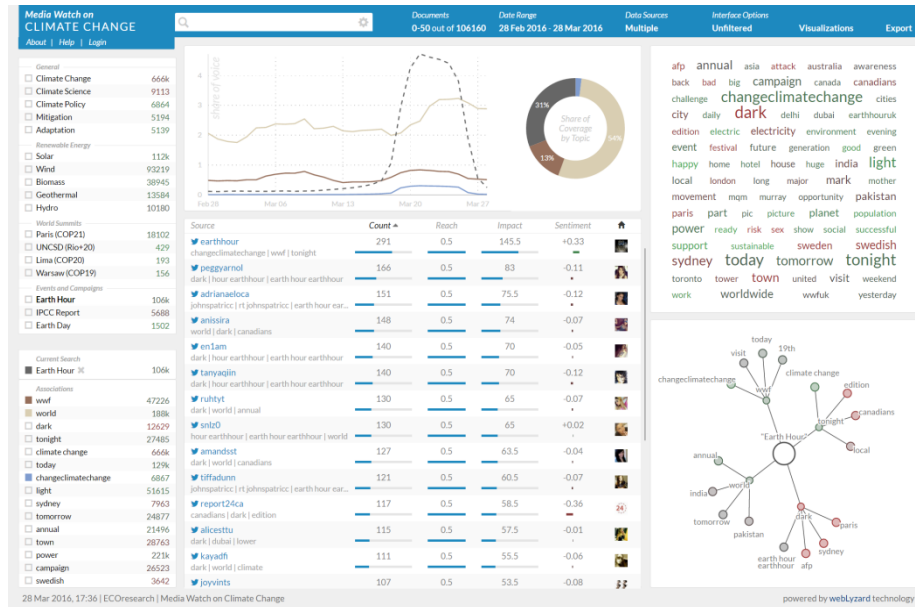 Media Watch on
CLIMATE CHANGE
About | Help | Login
Documents
0-50 out of 106160
Date Range
28 Feb 2016 - 28 Mar 2016
Data Sources
Multiple
Interface Options
Unfiltered
Visualizations
Export
General
Climate Change 666k
Climate Science 9113
Climate Policy 6864
Mitigation 5194
Adaptation 5139
Renewable Energy
Solar 112k
Wind 93219
Biomass 38945
Geothermal 13584
Hydro 10180
World Summits
Paris (COP21) 18102
UNCSD (Rio+20) 429
Lima (COP20) 193
Warsaw (COP19) 156
Events and Campaigns
Earth Hour 106k
IPCC Report 5688
Earth Day 1502
Current Search
Earth Hour 106k
Associations
wwf 47226
world 188k
dark 12629
tonight 27485
climate change 666k
today 129k
changeclimatechange 6867
light 51615
sydney 7963
tomorrow 24877
annual 21496
town 28763
power 221k
campaign 26523
swedish 3642
share of voice
4
3
2
1
0
Feb 28 Mar 06 Mar 13 Mar 20 Mar 27
Share of
Coverage
by Topic
31%
54%
13%
Source Count Reach Impact Sentiment
earthhour 291 0.5 145.5 +0.33
changeclimatechange | wwf | tonight
peggyarnol 166 0.5 83 -0.11
dark | hour earthhour | earth hour earthhour
adrianaeloca 151 0.5 75.5 -0.12
johnspatricc | rt johnspatricc | earth hour ear...
anissira 148 0.5 74 -0.07
world | dark | canadians
en1am 140 0.5 70 -0.05
dark | hour earthhour | earth hour earthhour
tanyaqiin 140 0.5 70 -0.12
dark | hour earthhour | earth hour earthhour
ruhtyt 130 0.5 65 -0.07
dark | world | annual
snlz0 130 0.5 65 +0.02
hour earthhour | earth hour earthhour | world
amandsst 127 0.5 63.5 -0.04
dark | world | canadians
tiffadunn 121 0.5 60.5 -0.07
johnspatricc | rt johnspatricc | earth hour ear...
report24ca 117 0.5 58.5 -0.36
canadians | dark | edition
24
alicesttu 115 0.5 57.5 -0.01
dark | dubai | lower
kayadfi 111 0.5 55.5 -0.06
dark | world | climate
joyvints 107 0.5 53.5 -0.08
afp annual asia attack australia awareness
back bad big campaign canada canadians
challenge changeclimatechange cities
city daily dark delhi dubai earthhouruk
edition electric electricity environment evening
event festival future generation good green
happy home hotel house huge india light
local london long major mark mother
movement mqm murray opportunity pakistan
paris part pic picture planet population
power ready risk sex show social successful
support sustainable sweden swedish
sydney today tomorrow tonight
toronto tower town united visit weekend
work worldwide wwfuk yesterday
today
visit
19th
changeclimatechange
wwf
climate change
edition
canadians
tonight
local
"Earth Hour"
annual
world
india
tomorrow
pakistan
dark
paris
sydney
earth hour
earthhour
afp
28 Mar 2016, 17:36 | ECOresearch | Media Watch on Climate Change
powered by webLyzard technology